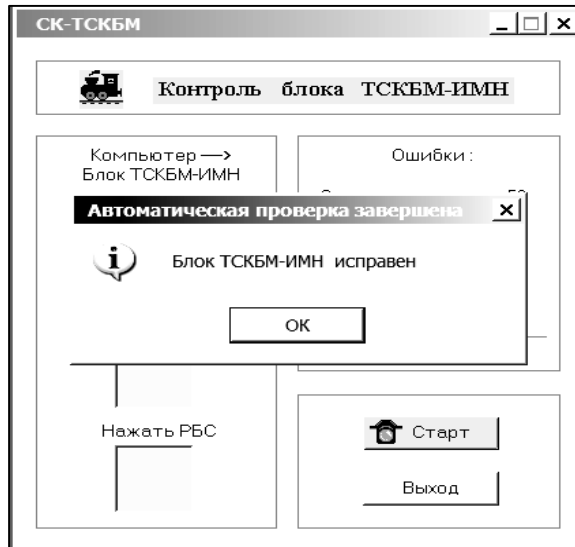 СК-ТСКБМ
Контроль блока ТСКБМ-ИМН
Компьютер —>
Блок ТСКБМ-ИМН
Ошибки :
Автоматическая проверка завершена
Блок ТСКБМ-ИМН исправен
ОК
Нажать РБС
Старт
Выход